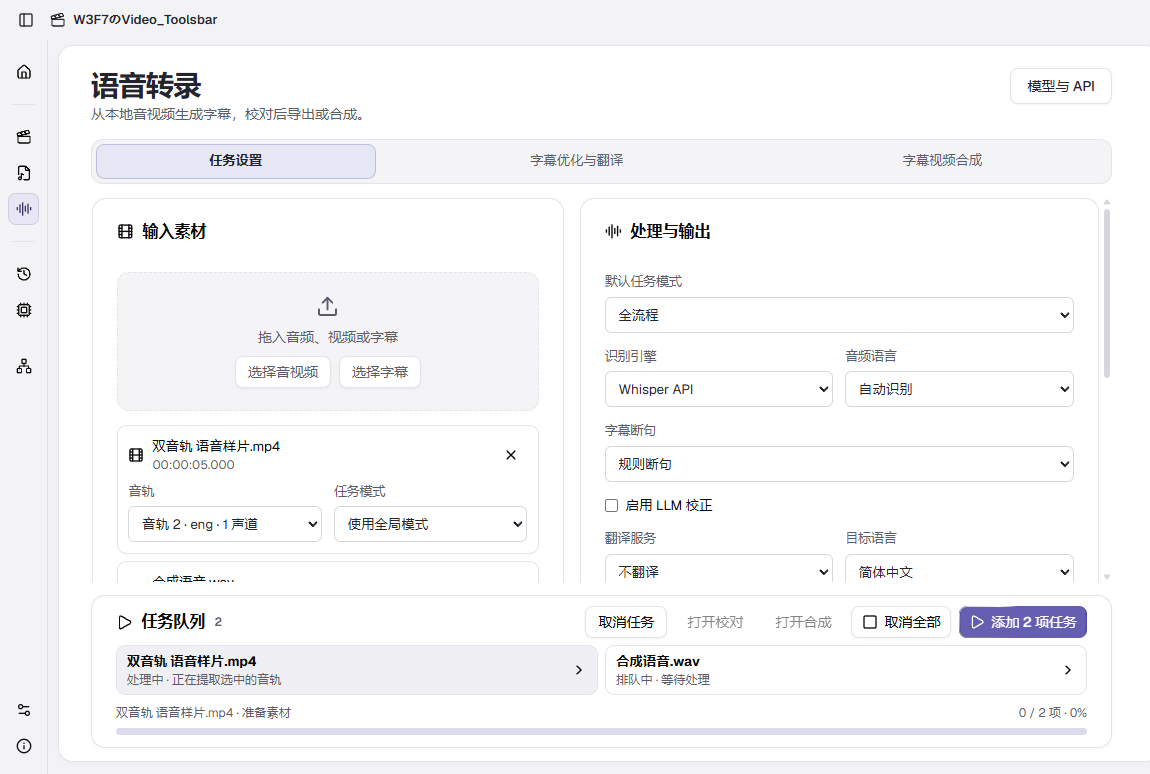 W3F7のVideo_Toolsbar
语音转录
从本地音视频生成字幕，校对后导出或合成。
模型与 API
任务设置
字幕优化与翻译
字幕视频合成
输入素材
拖入音频、视频或字幕
选择音视频
选择字幕
双音轨 语音样片.mp4
00:00:05.000
音轨
任务模式
音轨 2 · eng · 1 声道
使用全局模式
合成语音.wav
处理与输出
默认任务模式
全流程
识别引擎
音频语言
Whisper API
自动识别
字幕断句
规则断句
启用 LLM 校正
翻译服务
目标语言
不翻译
简体中文
任务队列 2
取消任务
打开校对
打开合成
取消全部
添加 2 项任务
双音轨 语音样片.mp4
处理中 · 正在提取选中的音轨
合成语音.wav
排队中 · 等待处理
双音轨 语音样片.mp4 · 准备素材
0 / 2 项 · 0%